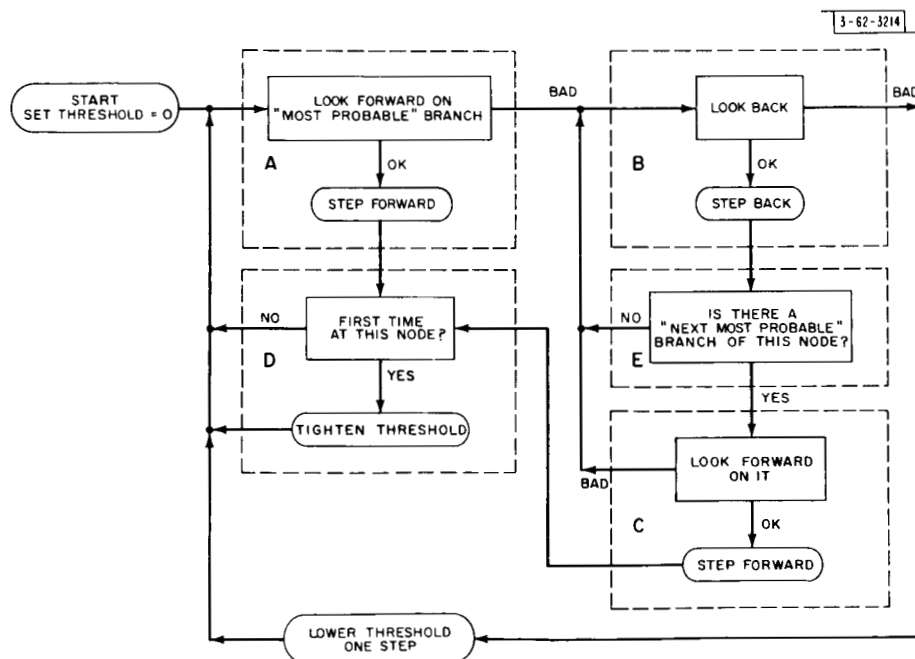 3-62-3214
START
SET THRESHOLD = 0
LOOK FORWARD ON
"MOST PROBABLE" BRANCH
BAD
LOOK BACK
BAD
A
OK
B
OK
STEP FORWARD
STEP BACK
NO
FIRST TIME
AT THIS NODE?
NO
IS THERE A
"NEXT MOST PROBABLE"
BRANCH OF THIS NODE?
D
YES
E
YES
TIGHTEN THRESHOLD
LOOK FORWARD
ON IT
BAD
C
OK
STEP FORWARD
LOWER THRESHOLD
ONE STEP